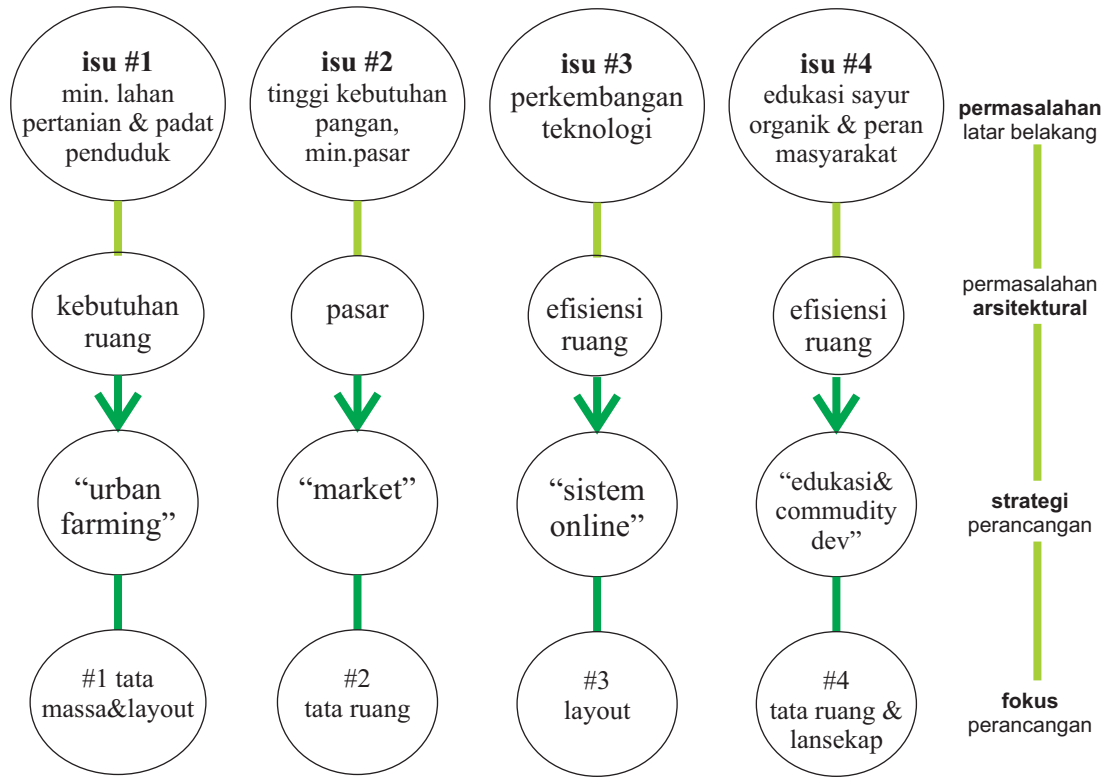 isu #1
min. lahan
pertanian & padat
penduduk
isu #2
tinggi kebutuhan
pangan,
min.pasar
isu #3
perkembangan
teknologi
isu #4
edukasi sayur
organik & peran
masyarakat
permasalahan
latar belakang
kebutuhan
ruang
pasar
efisiensi
ruang
efisiensi
ruang
permasalahan
arsitektural
“urban
farming”
“market”
“sistem
online”
“edukasi&
commudity
dev”
strategi
perancangan
#1 tata
massa&layout
#2
tata ruang
#3
layout
#4
tata ruang &
lansekap
fokus
perancangan